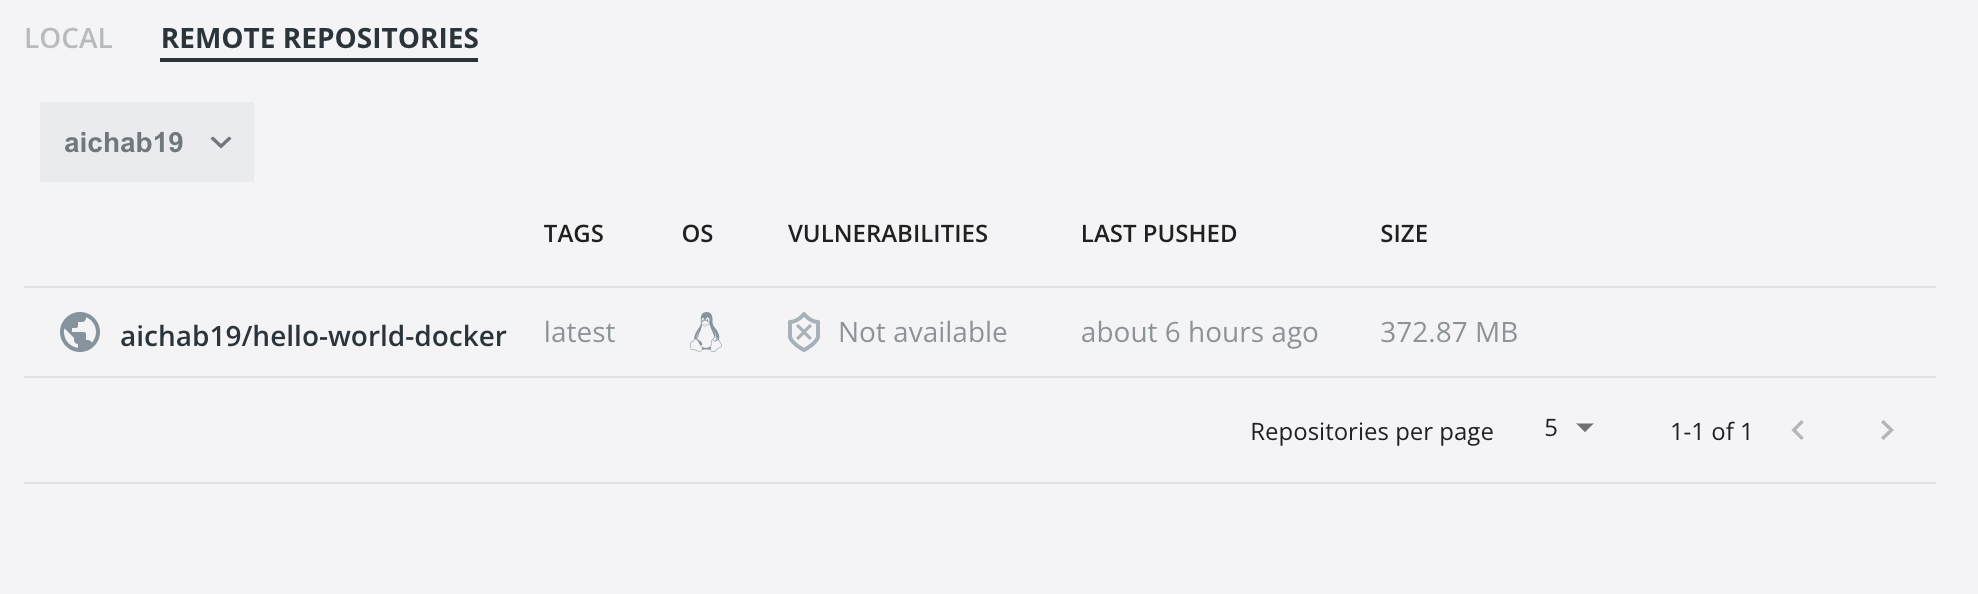 LOCAL REMOTE REPOSITORIES
aichab19
TAGS OS VULNERABILITIES LAST PUSHED SIZE
aichab19/hello-world-docker latest Not available about 6 hours ago 372.87 MB
Repositories per page 5 1-1 of 1